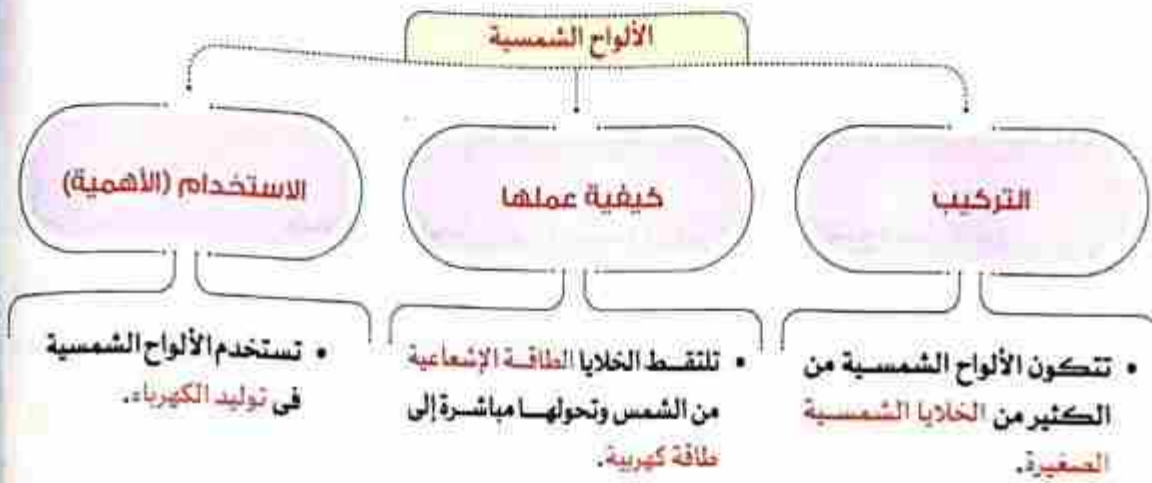 الألواح الشمسية
التركيب
• تتكون الألواح الشمسية من
الكثير من الخلايا الشمسية
الصغيرة.
كيفية عملها
• تلتقط الخلايا الطاقة الإشعاعية
من الشمس وتحولها مباشرة إلى
طاقة كهربية.
الاستخدام (الأهمية)
• تستخدم الألواح الشمسية
فى توليد الكهرباء.